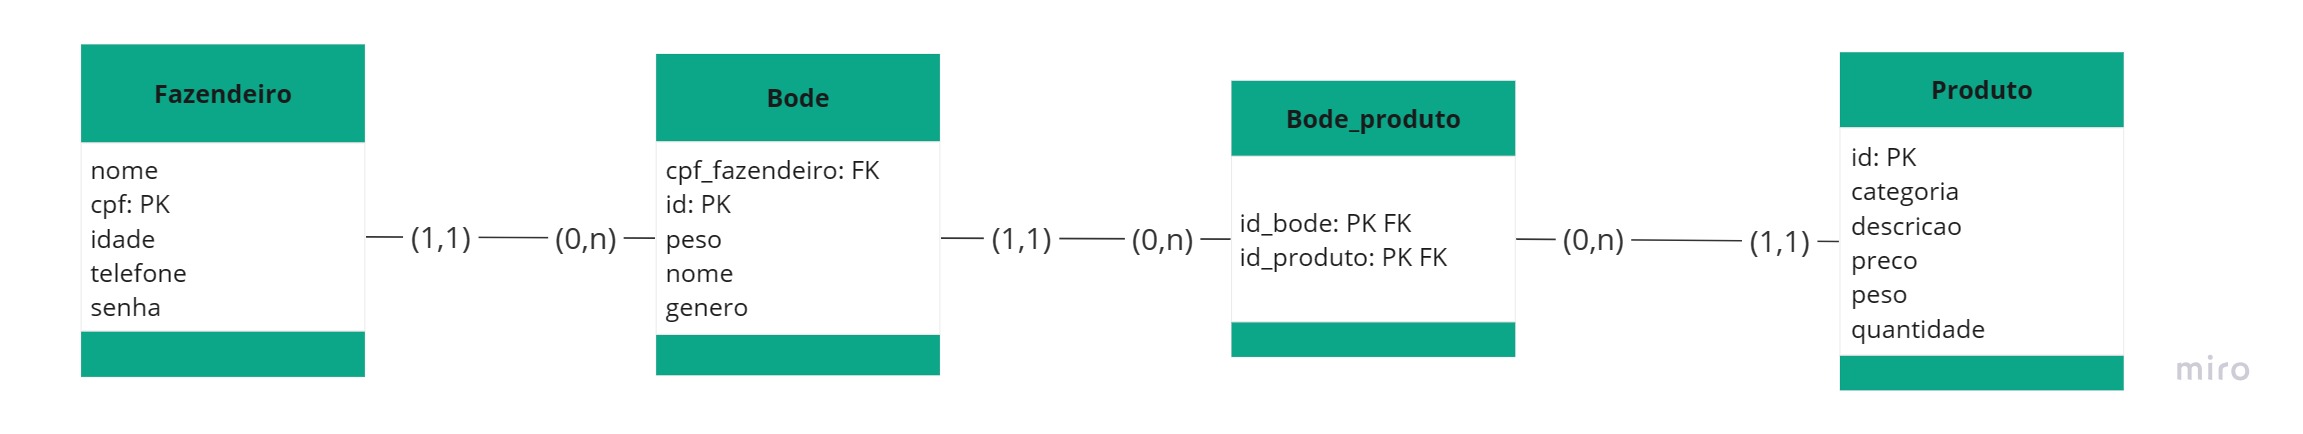 Fazendeiro
nome
cpf: PK
idade
telefone
senha
(1,1)
(0,n)
Bode
cpf_fazendeiro: FK
id: PK
peso
nome
genero
(1,1)
(0,n)
Bode_produto
id_bode: PK FK
id_produto: PK FK
(0,n)
(1,1)
Produto
id: PK
categoria
descricao
preco
peso
quantidade
miro